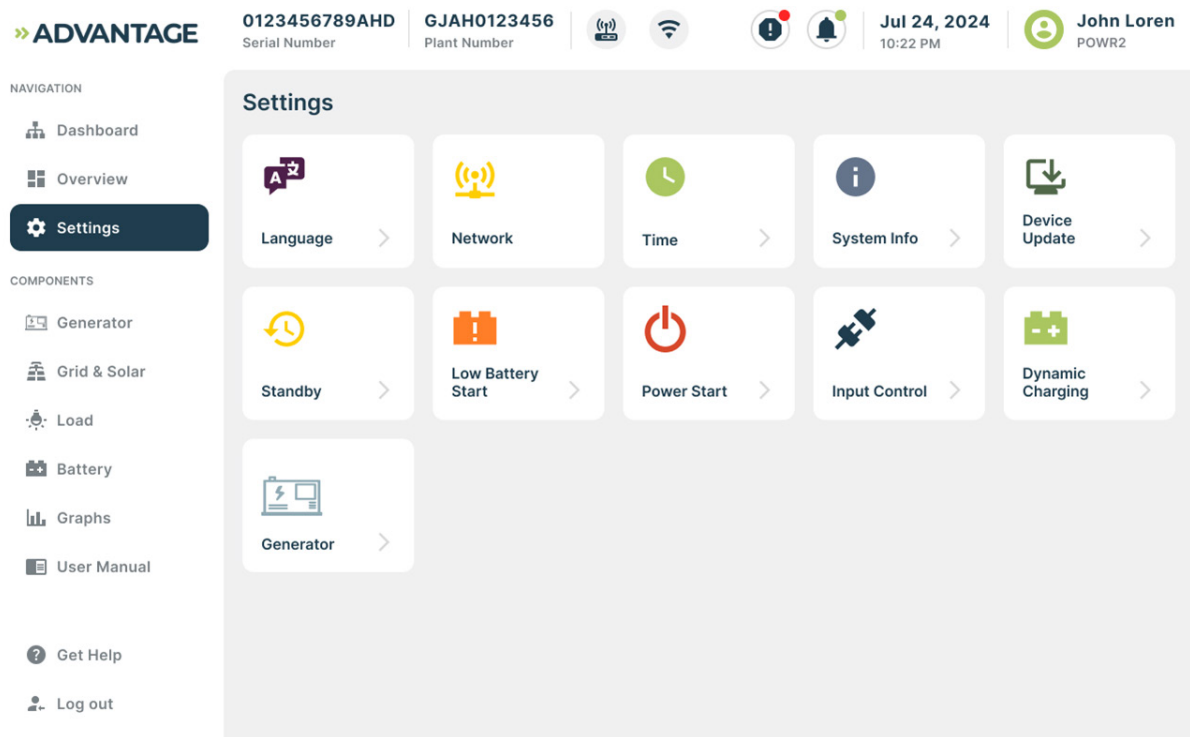 ADVANTAGE
0123456789AHD
Serial Number
GJAH0123456
Plant Number
Jul 24, 2024
10:22 PM
John Loren
POWR2
NAVIGATION
Dashboard
Overview
Settings
COMPONENTS
Generator
Grid & Solar
Load
Battery
Graphs
User Manual
Get Help
Log out
Settings
A 文
Language
Network
Time
System Info
Device
Update
Standby
Low Battery
Start
Power Start
Input Control
Dynamic
Charging
Generator